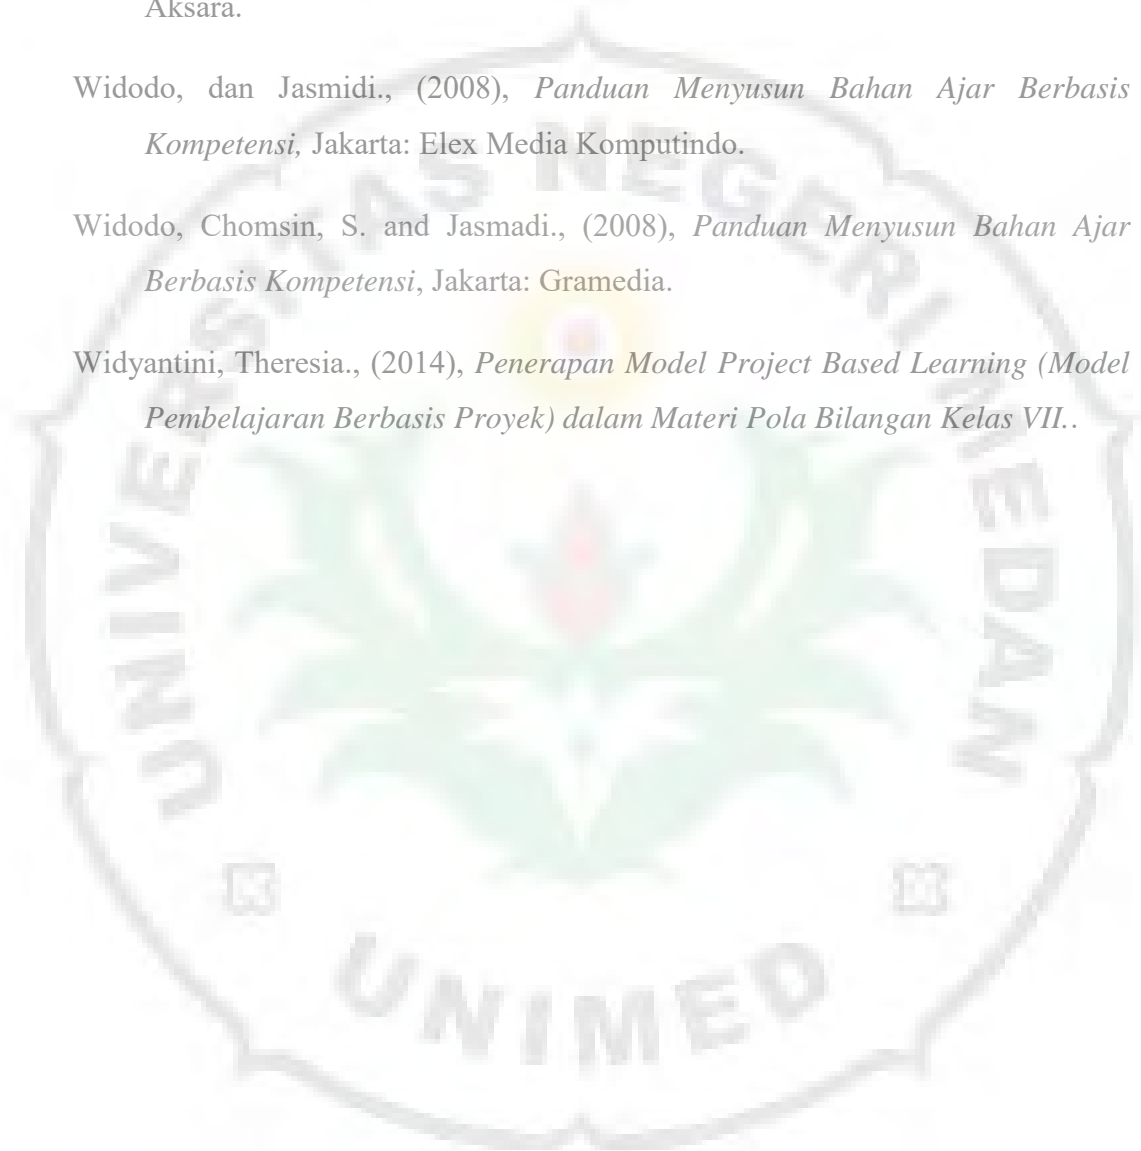 Aksara.
Widodo, dan Jasmidi., (2008), Panduan Menyusun Bahan Ajar Berbasis
Kompetensi, Jakarta: Elex Media Komputindo.
Widodo, Chomsin, S. and Jasmadi., (2008), Panduan Menyusun Bahan Ajar
Berbasis Kompetensi, Jakarta: Gramedia.
Widyantini, Theresia., (2014), Penerapan Model Project Based Learning (Model
Pembelajaran Berbasis Proyek) dalam Materi Pola Bilangan Kelas VII..
UNIVERSITAS NEGERI MEDAN
UNIMED